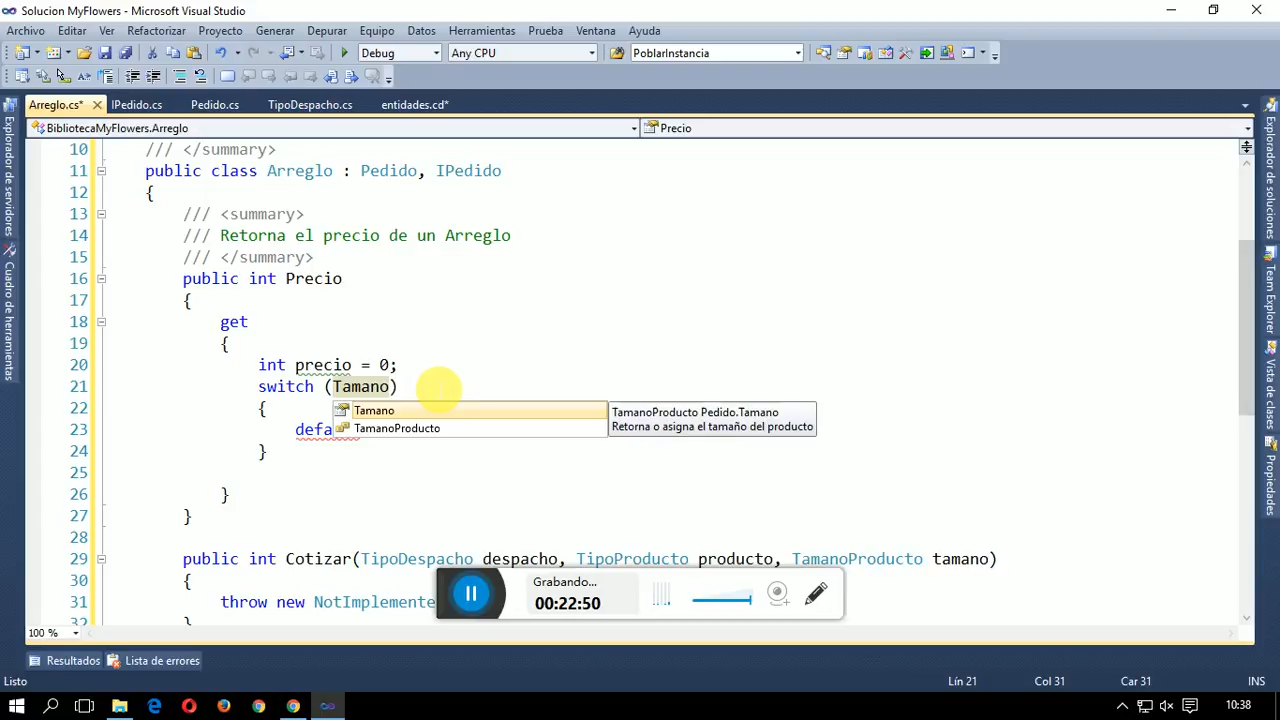 Solucion MyFlowers - Microsoft Visual Studio
Archivo Editar Ver Refactorizar Proyecto Generar Depurar Equipo Datos Herramientas Prueba Ventana Ayuda
Debug Any CPU PoblarInstancia
Arreglo.cs* IPedido.cs Pedido.cs TipoDespacho.cs entidades.cd*
BibliotecaMyFlowers.Arreglo Precio
10 /// </summary>
11 public class Arreglo : Pedido, IPedido
12 {
13 /// <summary>
14 /// Retorna el precio de un Arreglo
15 /// </summary>
16 public int Precio
17 {
18 get
19 {
20 int precio = 0;
21 switch (Tamano)
22 {
Tamano
TamanoProducto Pedido.Tamano
Retorna o asigna el tamaño del producto
23 defa
TamanoProducto
24 }
25
26 }
27 }
28
29 public int Cotizar(TipoDespacho despacho, TipoProducto producto, TamanoProducto tamano)
30 {
31 throw new NotImplemente
32 }
Grabando...
00:22:50
100 %
Resultados Lista de errores
Listo Lín 21 Col 31 Car 31 INS
10:38
Explorador de servidores
Cuadro de herramientas
Explorador de soluciones
Team Explorer
Vista de clases
Propiedades